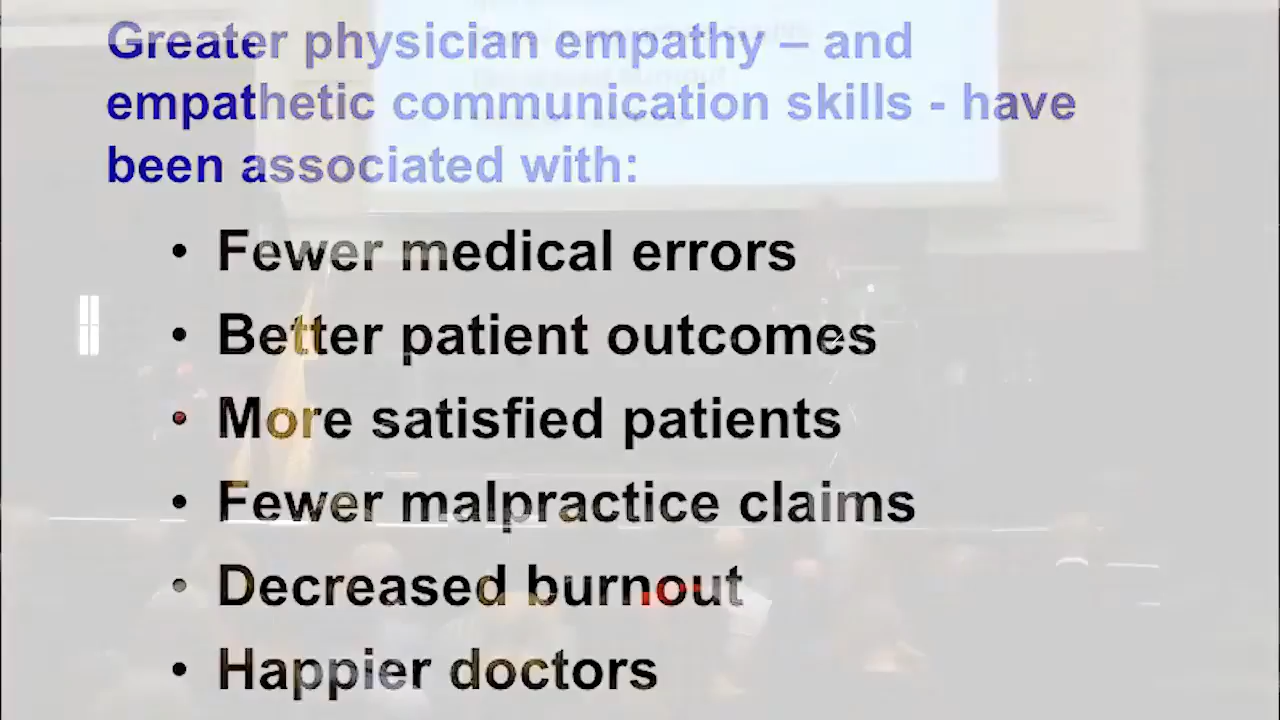 Greater physician empathy – and
empathetic communication skills - have
been associated with:
• Fewer medical errors
• Better patient outcomes
• More satisfied patients
• Fewer malpractice claims
• Decreased burnout
• Happier doctors